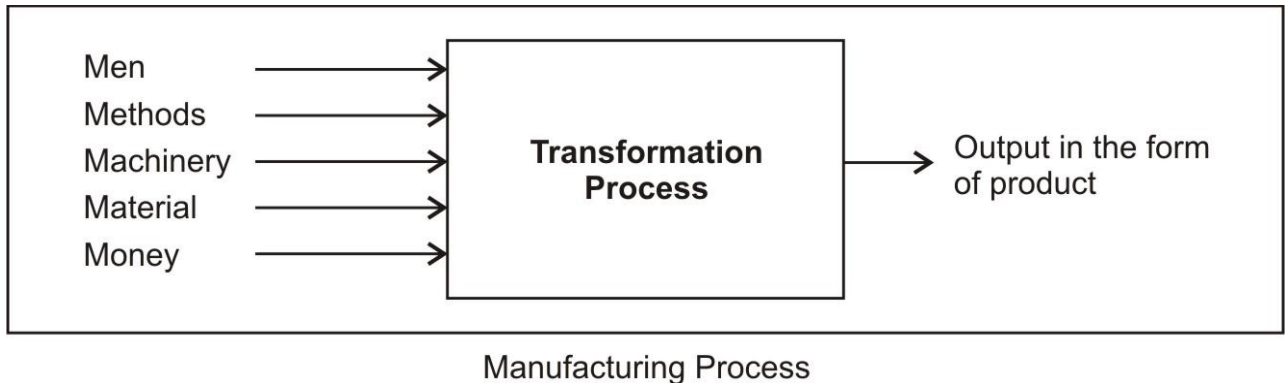 Men
Methods
Machinery
Material
Money
Transformation
Process
Output in the form
of product
Manufacturing Process